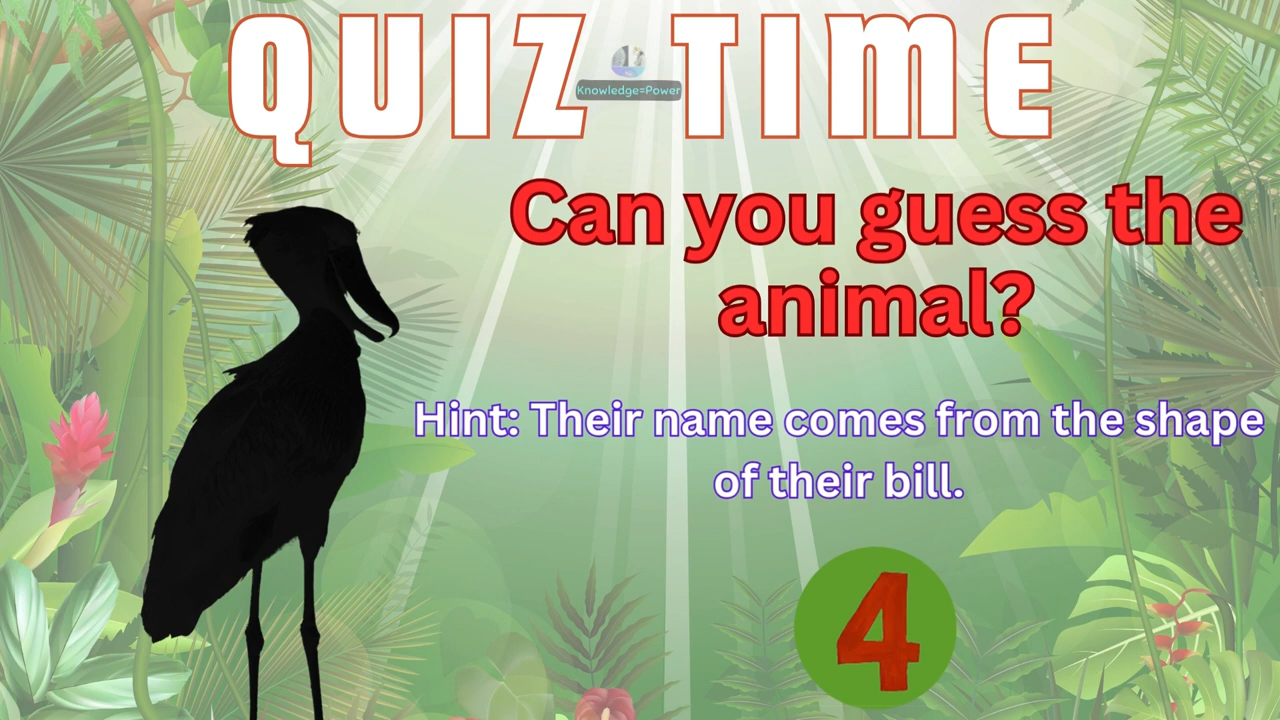 QUIZ TIME
Knowledge=Power
Can you guess the
animal?
Hint: Their name comes from the shape
of their bill.
4